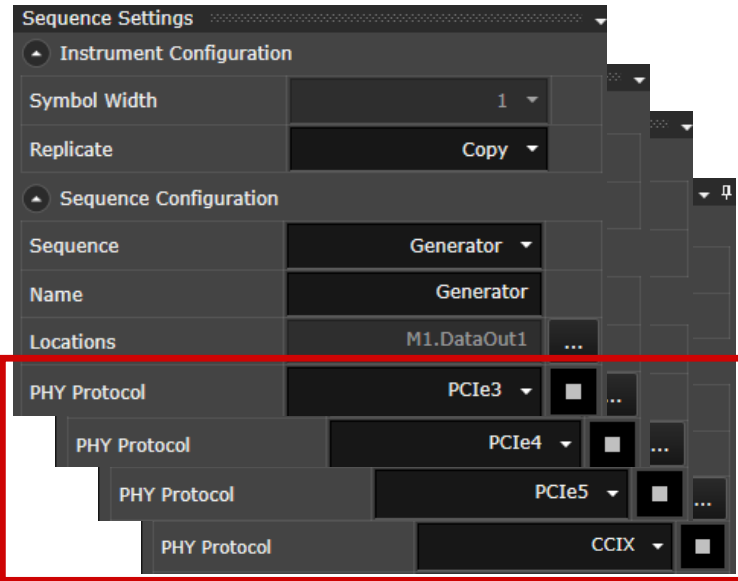 Sequence Settings
Instrument Configuration
Symbol Width 1
Replicate Copy
Sequence Configuration
Sequence Generator
Name Generator
Locations M1.DataOut1 ...
PHY Protocol PCIe3 ...
PHY Protocol PCIe4 ...
PHY Protocol PCIe5 ...
PHY Protocol CCIX